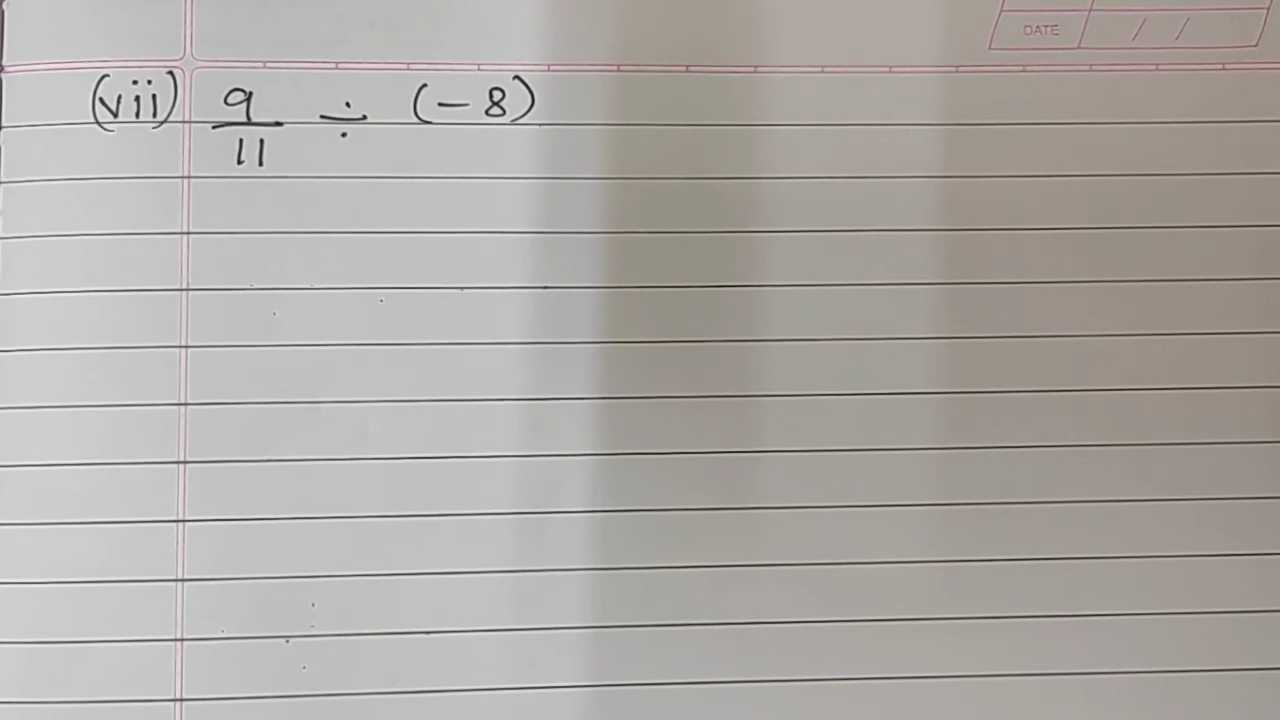 DATE / /
(vii) 9/11 ÷ (-8)